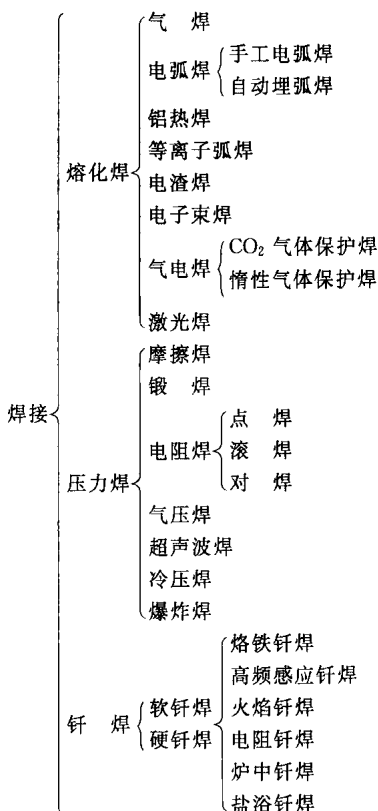 气 焊
电弧焊
手工电弧焊
自动埋弧焊
铝热焊
等离子弧焊
熔化焊
电渣焊
电子束焊
气电焊
CO₂ 气体保护焊
惰性气体保护焊
激光焊
焊接
摩擦焊
锻 焊
电阻焊
点 焊
滚 焊
对 焊
压力焊
气压焊
超声波焊
冷压焊
爆炸焊
钎 焊
软钎焊
硬钎焊
烙铁钎焊
高频感应钎焊
火焰钎焊
电阻钎焊
炉中钎焊
盐浴钎焊